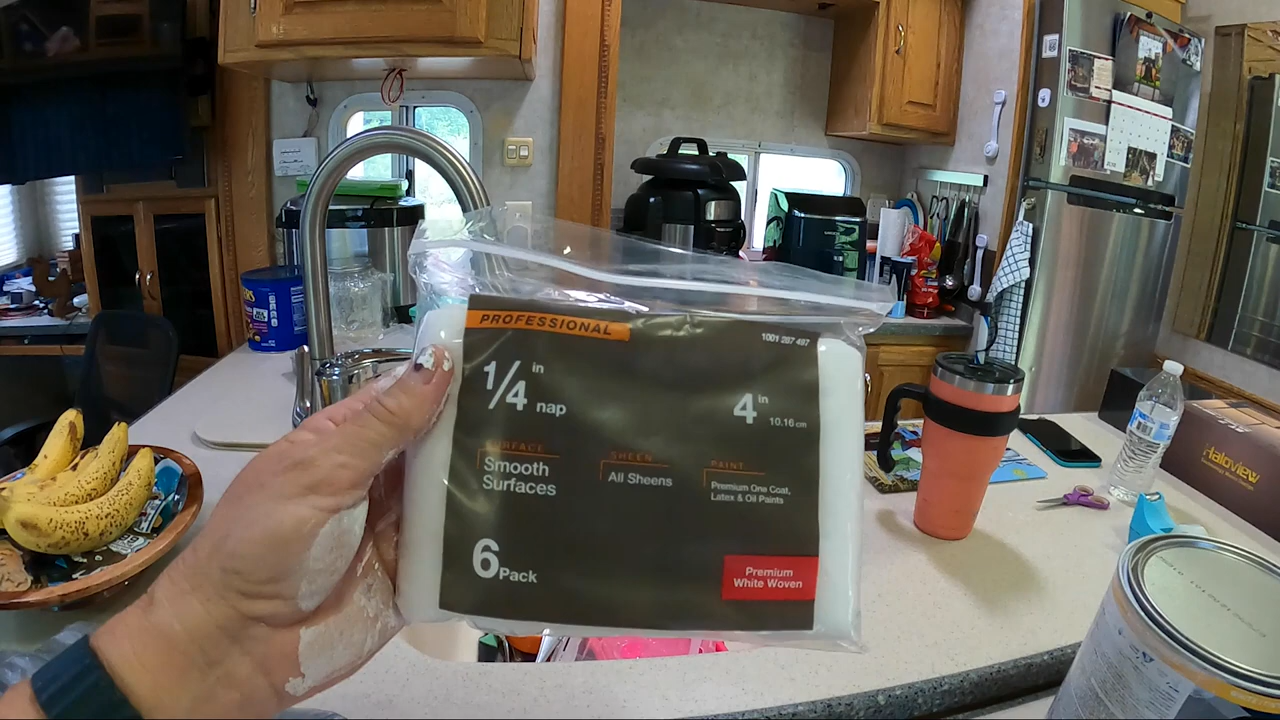 PROFESSIONAL
1001 287 497
1/4 in
nap
4 in
10.16 cm
SURFACE
Smooth
Surfaces
SHEEN
All Sheens
PAINT
Premium One Coat,
Latex & Oil Paints
6 Pack
Premium
White Woven
Haloview